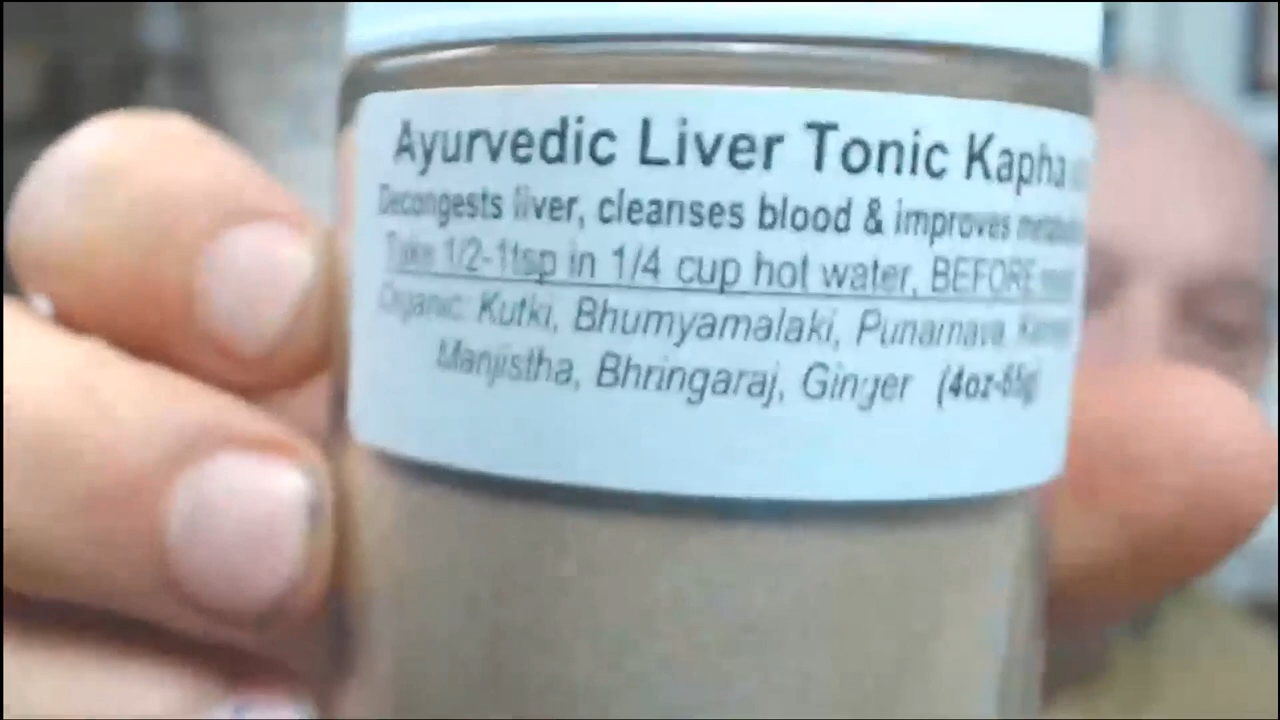 Ayurvedic Liver Tonic Kapha
Decongests liver, cleanses blood & improves
Take 1/2-1tsp in 1/4 cup hot water, BEFORE
Organic: Kutki, Bhumyamalaki, Punarnava,
Manjistha, Bhringaraj, Ginger (4oz-